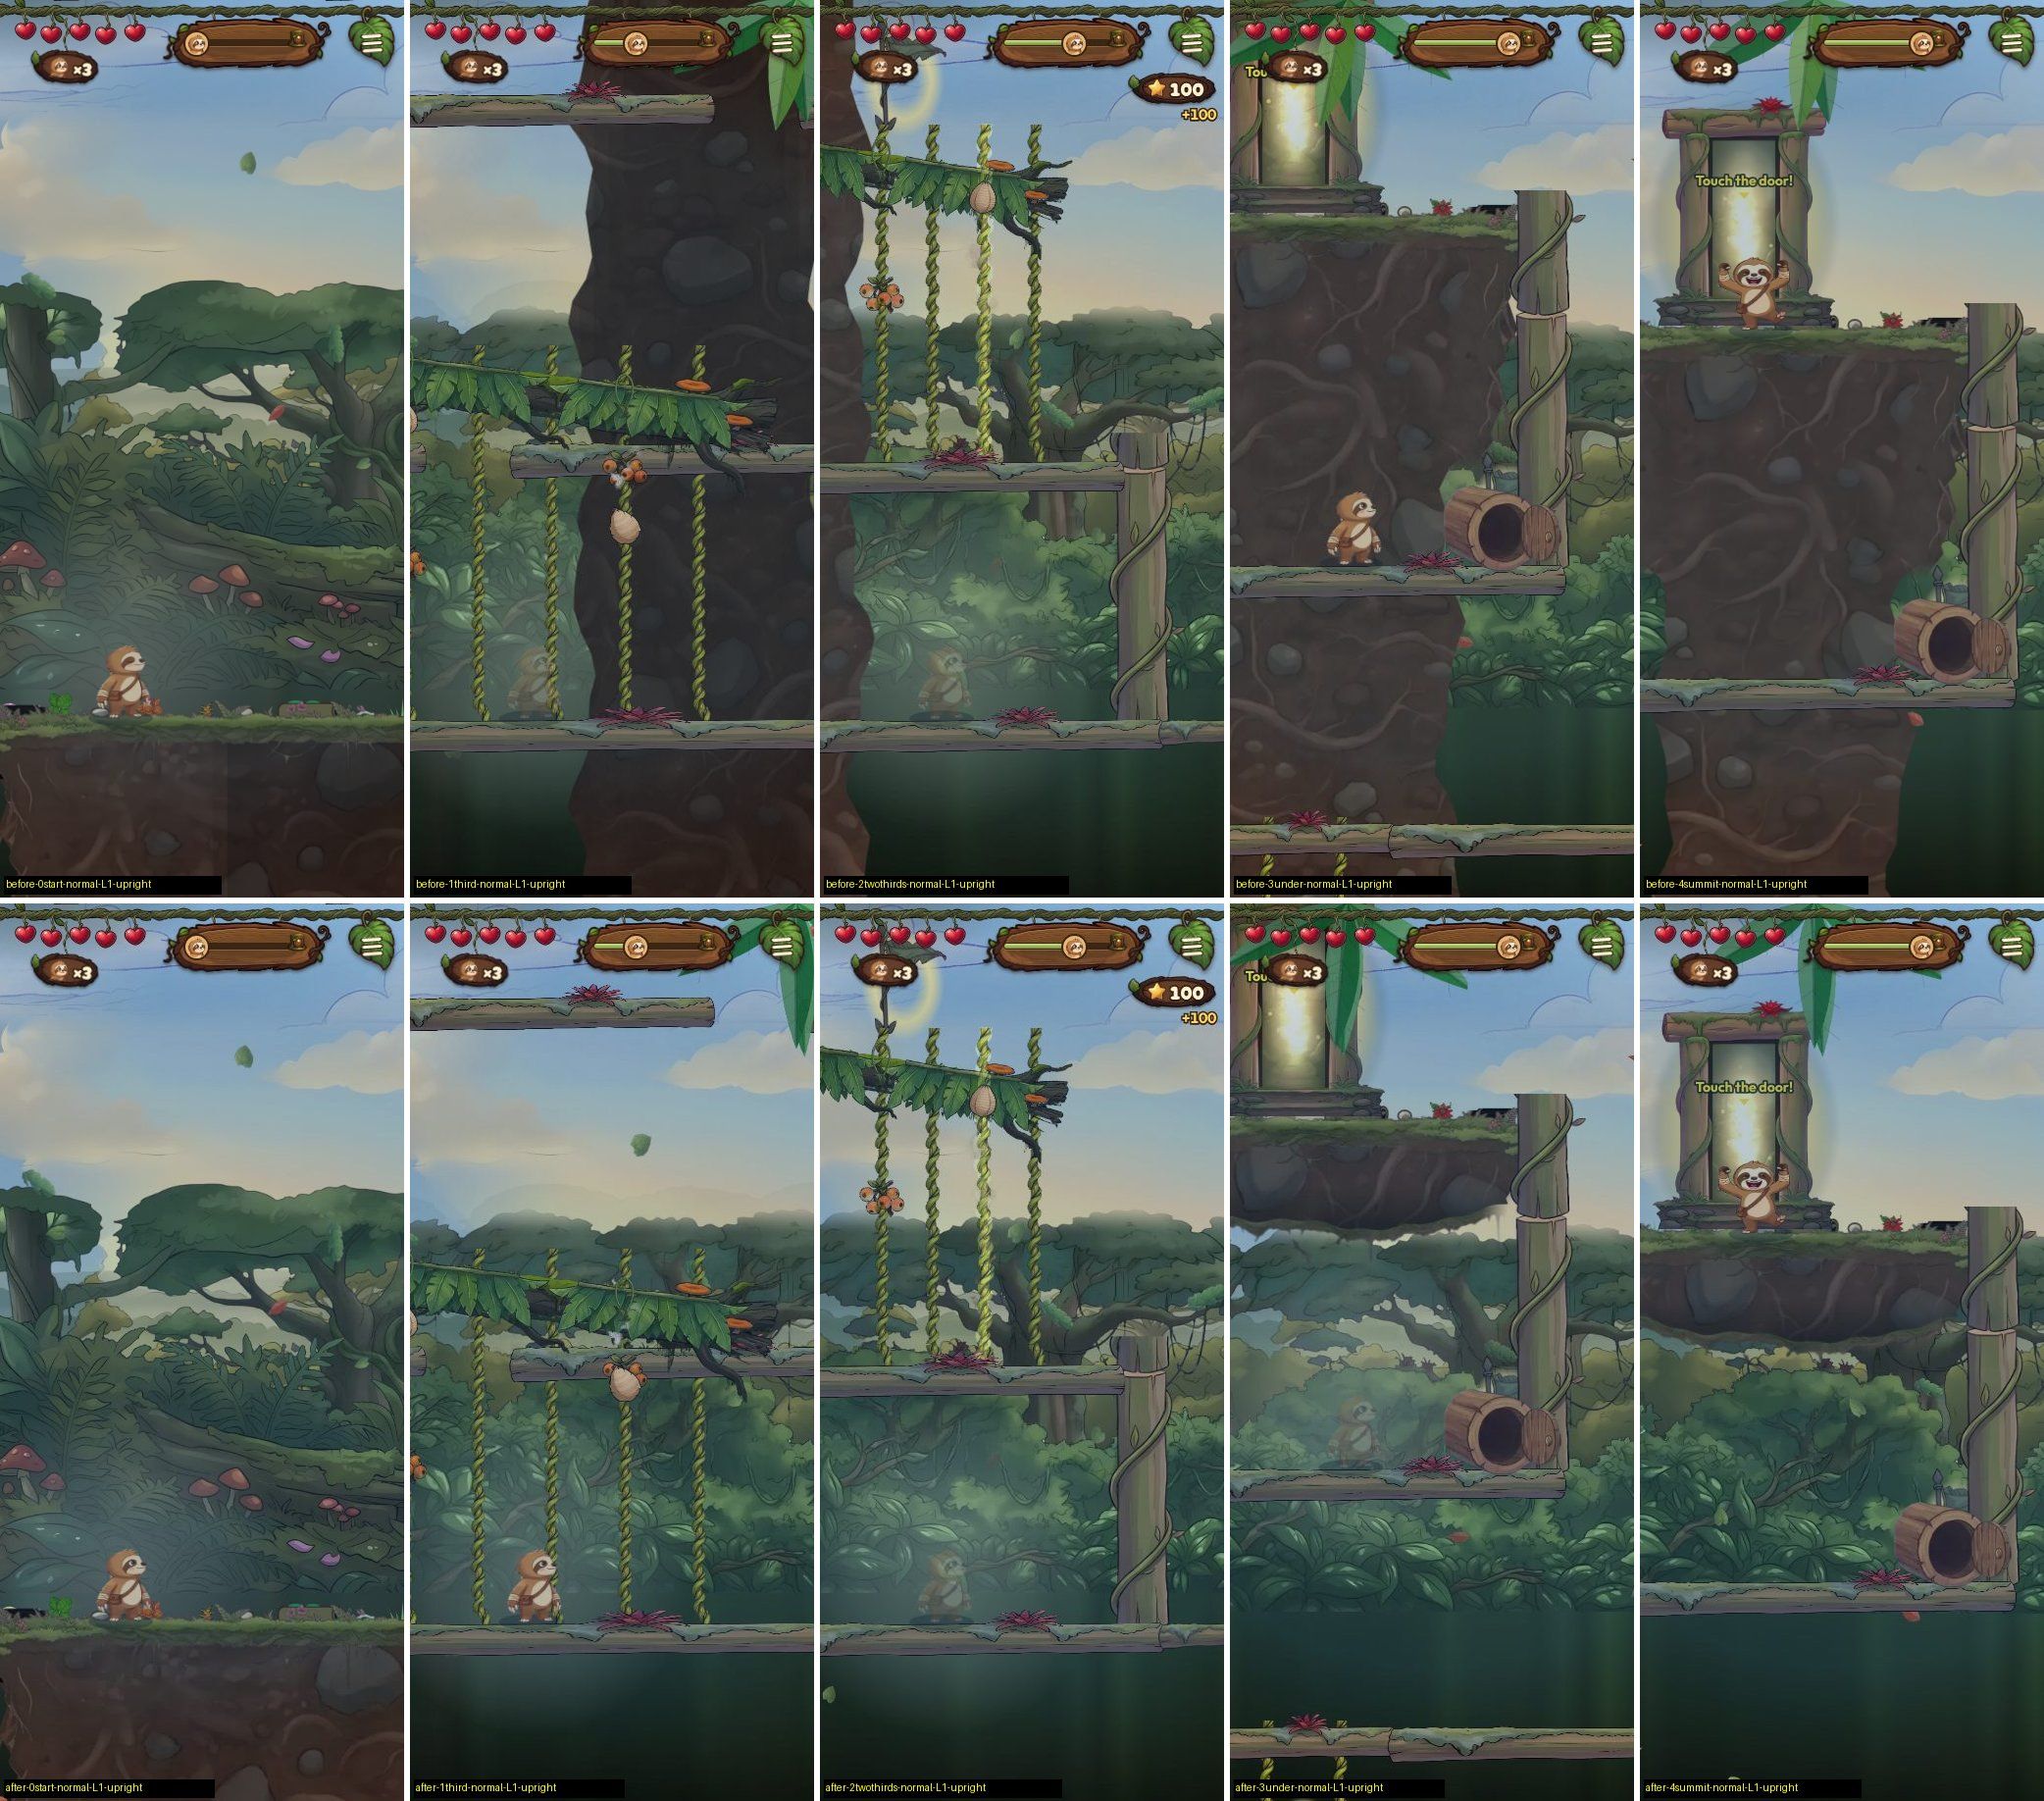 ×3
before-0start-normal-L1-upright
×3
before-1third-normal-L1-upright
×3
100
+100
before-2twothirds-normal-L1-upright
Tou
×3
before-3under-normal-L1-upright
×3
Touch the door!
before-4summit-normal-L1-upright
×3
after-0start-normal-L1-upright
×3
after-1third-normal-L1-upright
×3
100
+100
after-2twothirds-normal-L1-upright
Tou
×3
after-3under-normal-L1-upright
×3
Touch the door!
after-4summit-normal-L1-upright